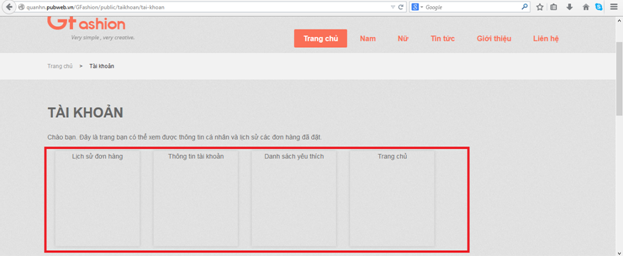 quanhs.pubweb.vn/GFashion/public/taikhoan/tai-khoan
Google
GFashion
Very simple , very creative.
Trang chủ Nam Nữ Tin tức Giới thiệu Liên hệ
Trang chủ Tài khoản
TÀI KHOẢN
Chào bạn. Đây là trang bạn có thể xem được thông tin cá nhân và lịch sử các đơn hàng đã đặt.
Lịch sử đơn hàng Thông tin tài khoản Danh sách yêu thích Trang chủ